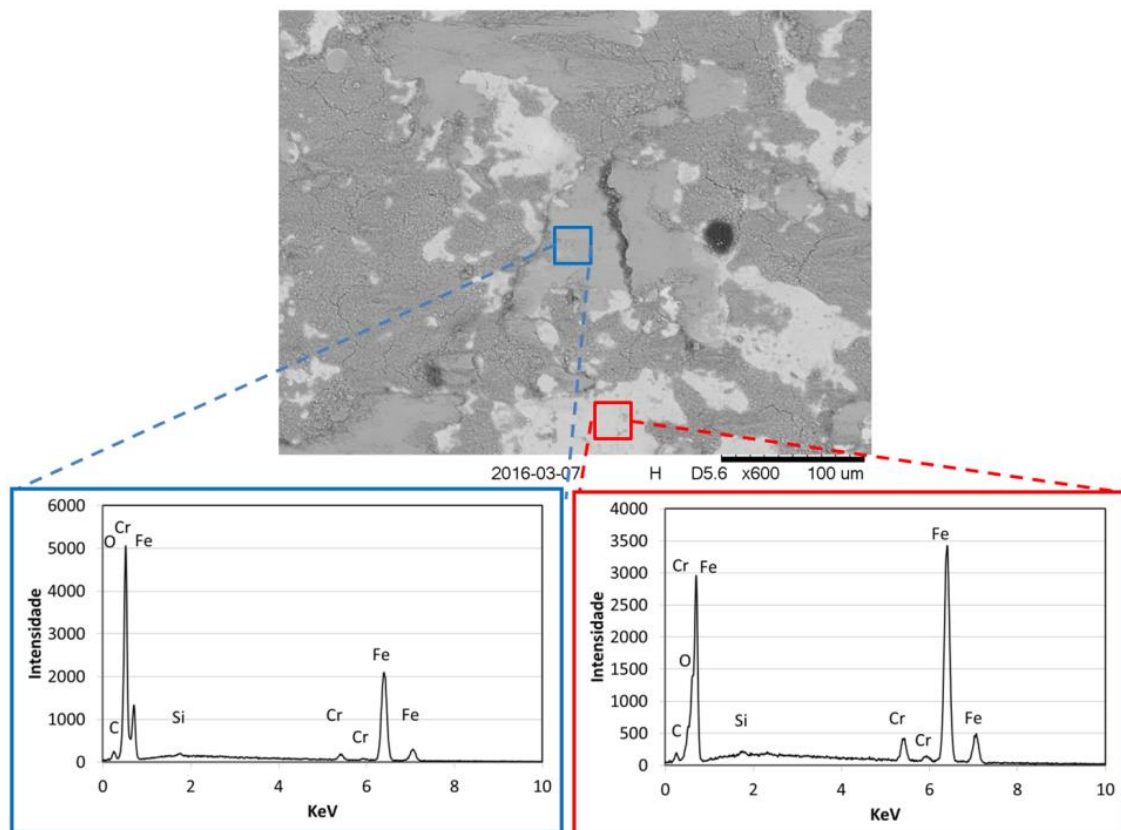 2016-03-07 H D5.6 x600 100 um
6000
5000
4000
3000
2000
1000
0
Intensidade
O
Cr
Fe
C
Si
Cr
Cr
Fe
Fe
0 2 4 6 8 10
KeV
4000
3500
3000
2500
2000
1500
1000
500
0
Intensidade
Cr
Fe
O
C
Si
Cr
Cr
Fe
Fe
0 2 4 6 8 10
KeV